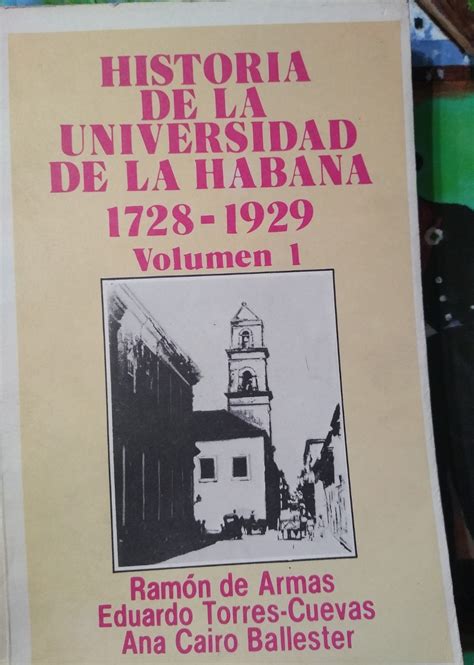 HISTORIA
DE LA
UNIVERSIDAD
DE LA HABANA
1728-1929
Volumen 1
Ramón de Armas
Eduardo Torres-Cuevas
Ana Cairo Ballester